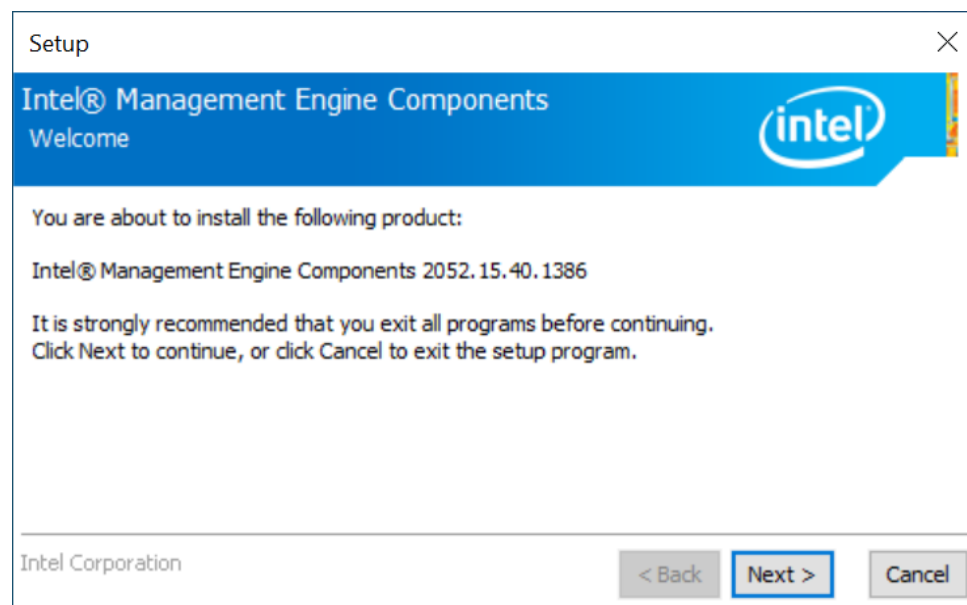 Setup
Intel® Management Engine Components
Welcome
intel
You are about to install the following product:
Intel® Management Engine Components 2052.15.40.1386
It is strongly recommended that you exit all programs before continuing.
Click Next to continue, or click Cancel to exit the setup program.
Intel Corporation
< Back Next > Cancel